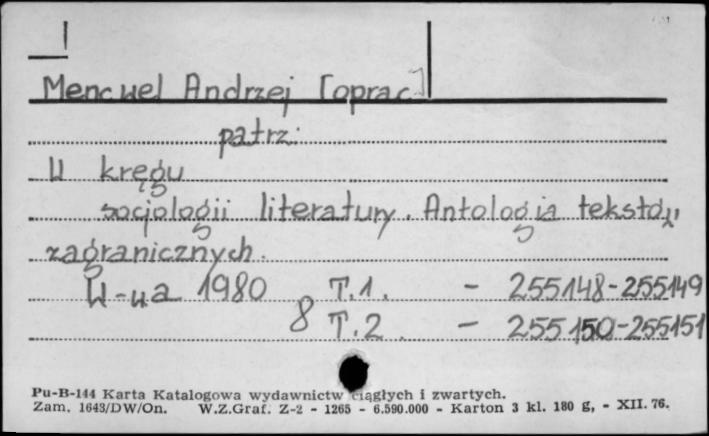 Mencwel Andrzej [oprac]
patrz:
W kręgu
socjologii literatury. Antologia tekstów
zagranicznych.
W-wa 1980 T.1. - 255148-255149
8 T.2. - 255150-255151
Pu-B-144 Karta Katalogowa wydawnictw ciągłych i zwartych.
Zam. 1643/DW/On. W.Z.Graf. Z-2 - 1265 - 6.590.000 - Karton 3 kl. 180 g, - XII. 76.